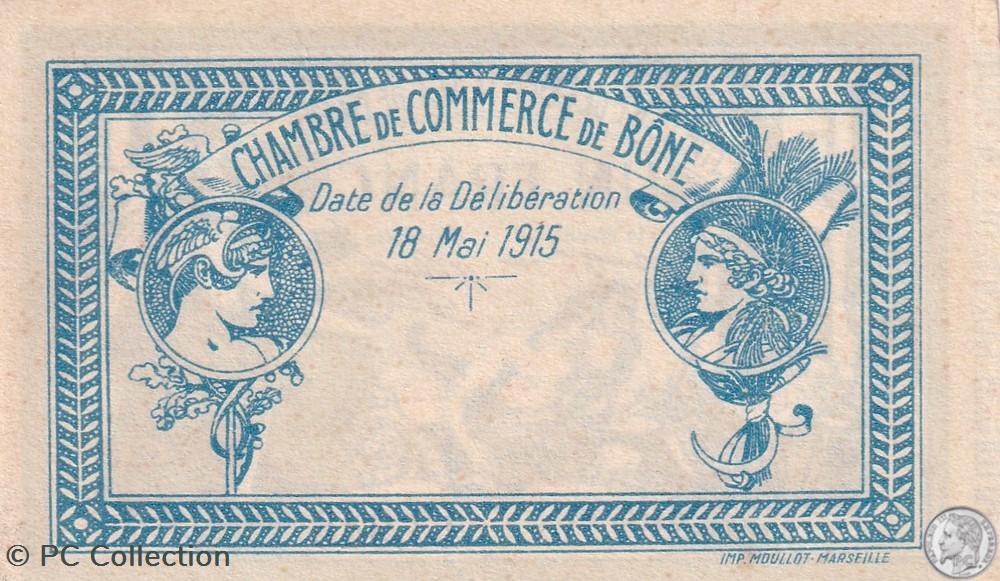 CHAMBRE DE COMMERCE DE BÔNE
Date de la Délibération
18 Mai 1915
IMP. MOULLOT-MARSEILLE
© PC Collection